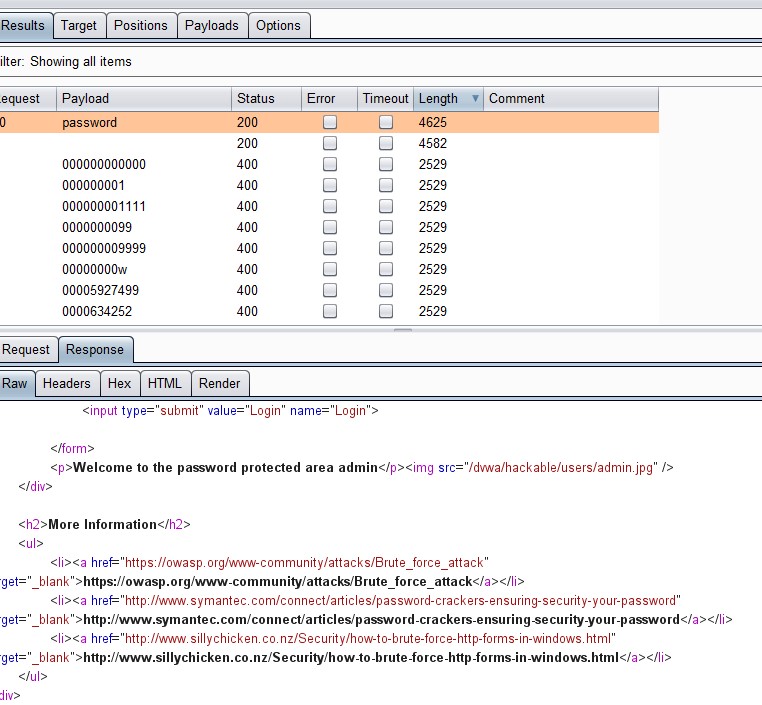 Results Target Positions Payloads Options
ilter: Showing all items
equest Payload Status Error Timeout Length Comment
0 password 200 4625
200 4582
000000000000 400 2529
000000001 400 2529
000000001111 400 2529
0000000099 400 2529
000000009999 400 2529
00000000w 400 2529
00005927499 400 2529
0000634252 400 2529
Request Response
Raw Headers Hex HTML Render
<input type="submit" value="Login" name="Login">
</form>
<p>Welcome to the password protected area admin</p><img src="/dvwa/hackable/users/admin.jpg" />
</div>
<h2>More Information</h2>
<ul>
<li><a href="https://owasp.org/www-community/attacks/Brute_force_attack"
rget="_blank">https://owasp.org/www-community/attacks/Brute_force_attack</a></li>
<li><a href="http://www.symantec.com/connect/articles/password-crackers-ensuring-security-your-password"
rget="_blank">http://www.symantec.com/connect/articles/password-crackers-ensuring-security-your-password</a></li>
<li><a href="http://www.sillychicken.co.nz/Security/how-to-brute-force-http-forms-in-windows.html"
rget="_blank">http://www.sillychicken.co.nz/Security/how-to-brute-force-http-forms-in-windows.html</a></li>
</ul>
div>